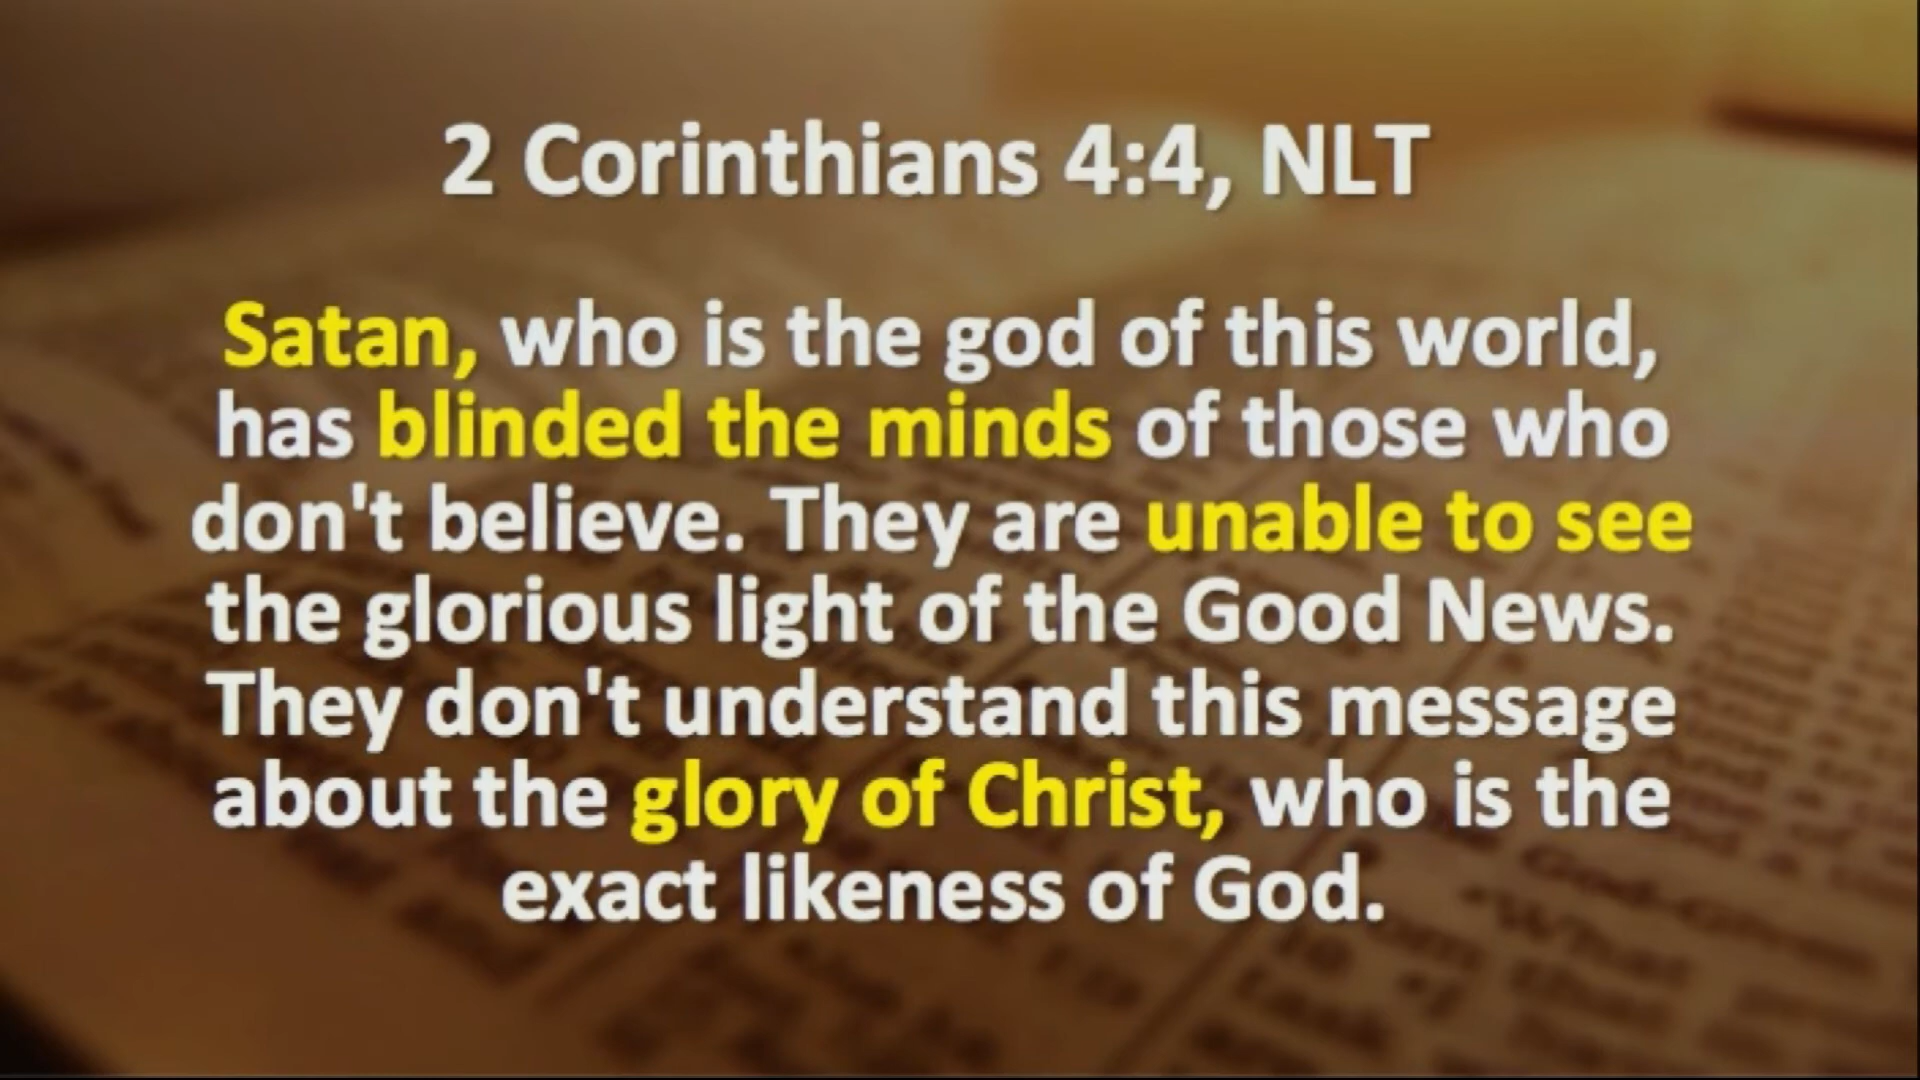 2 Corinthians 4:4, NLT
Satan, who is the god of this world,
has blinded the minds of those who
don't believe. They are unable to see
the glorious light of the Good News.
They don't understand this message
about the glory of Christ, who is the
exact likeness of God.